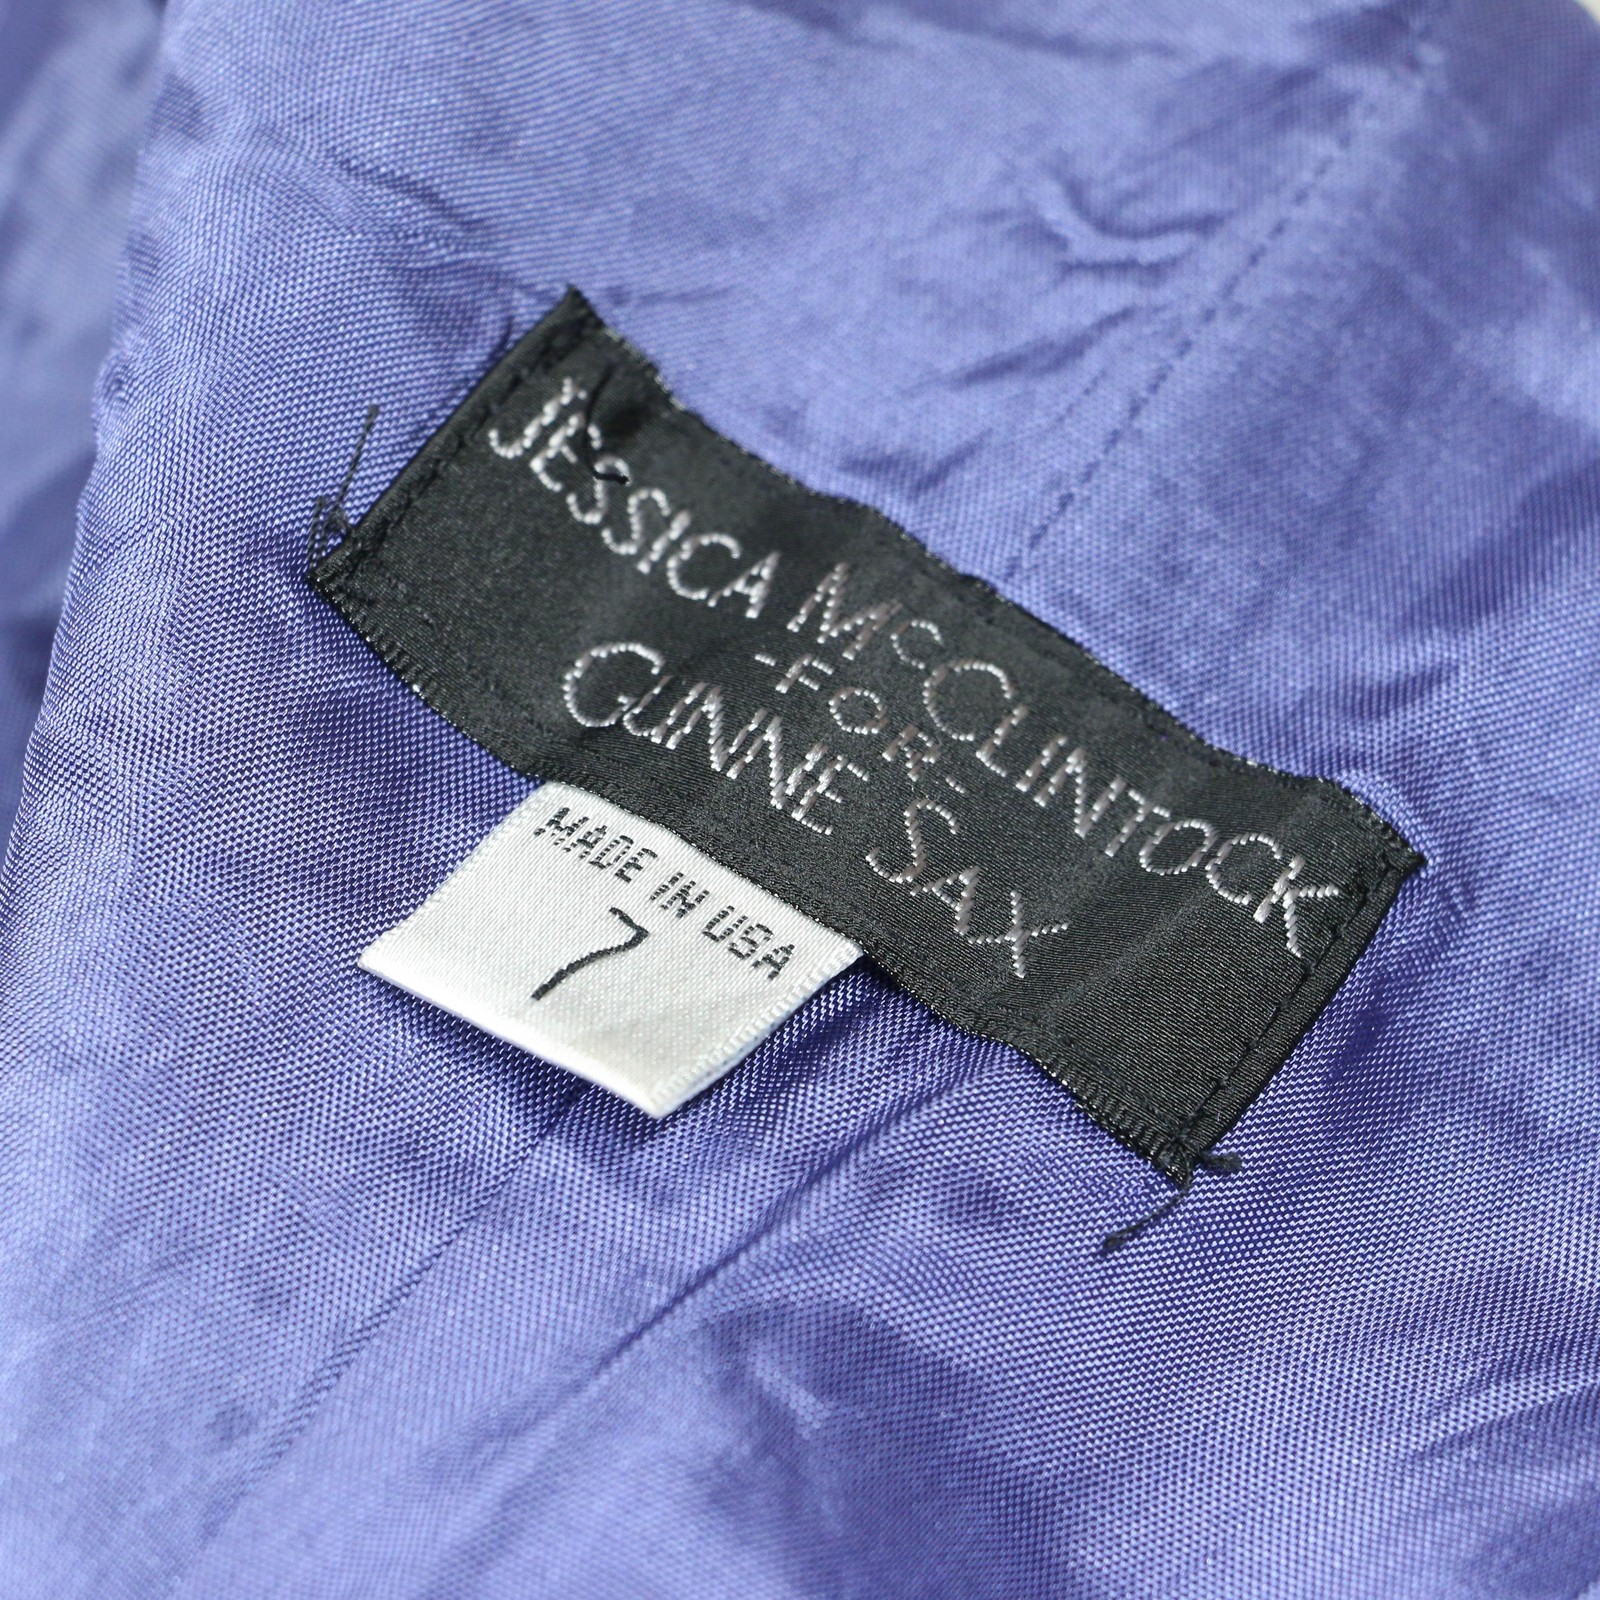 JESSICA McCLINTOCK
-FOR-
GUNNE SAX
MADE IN USA
7